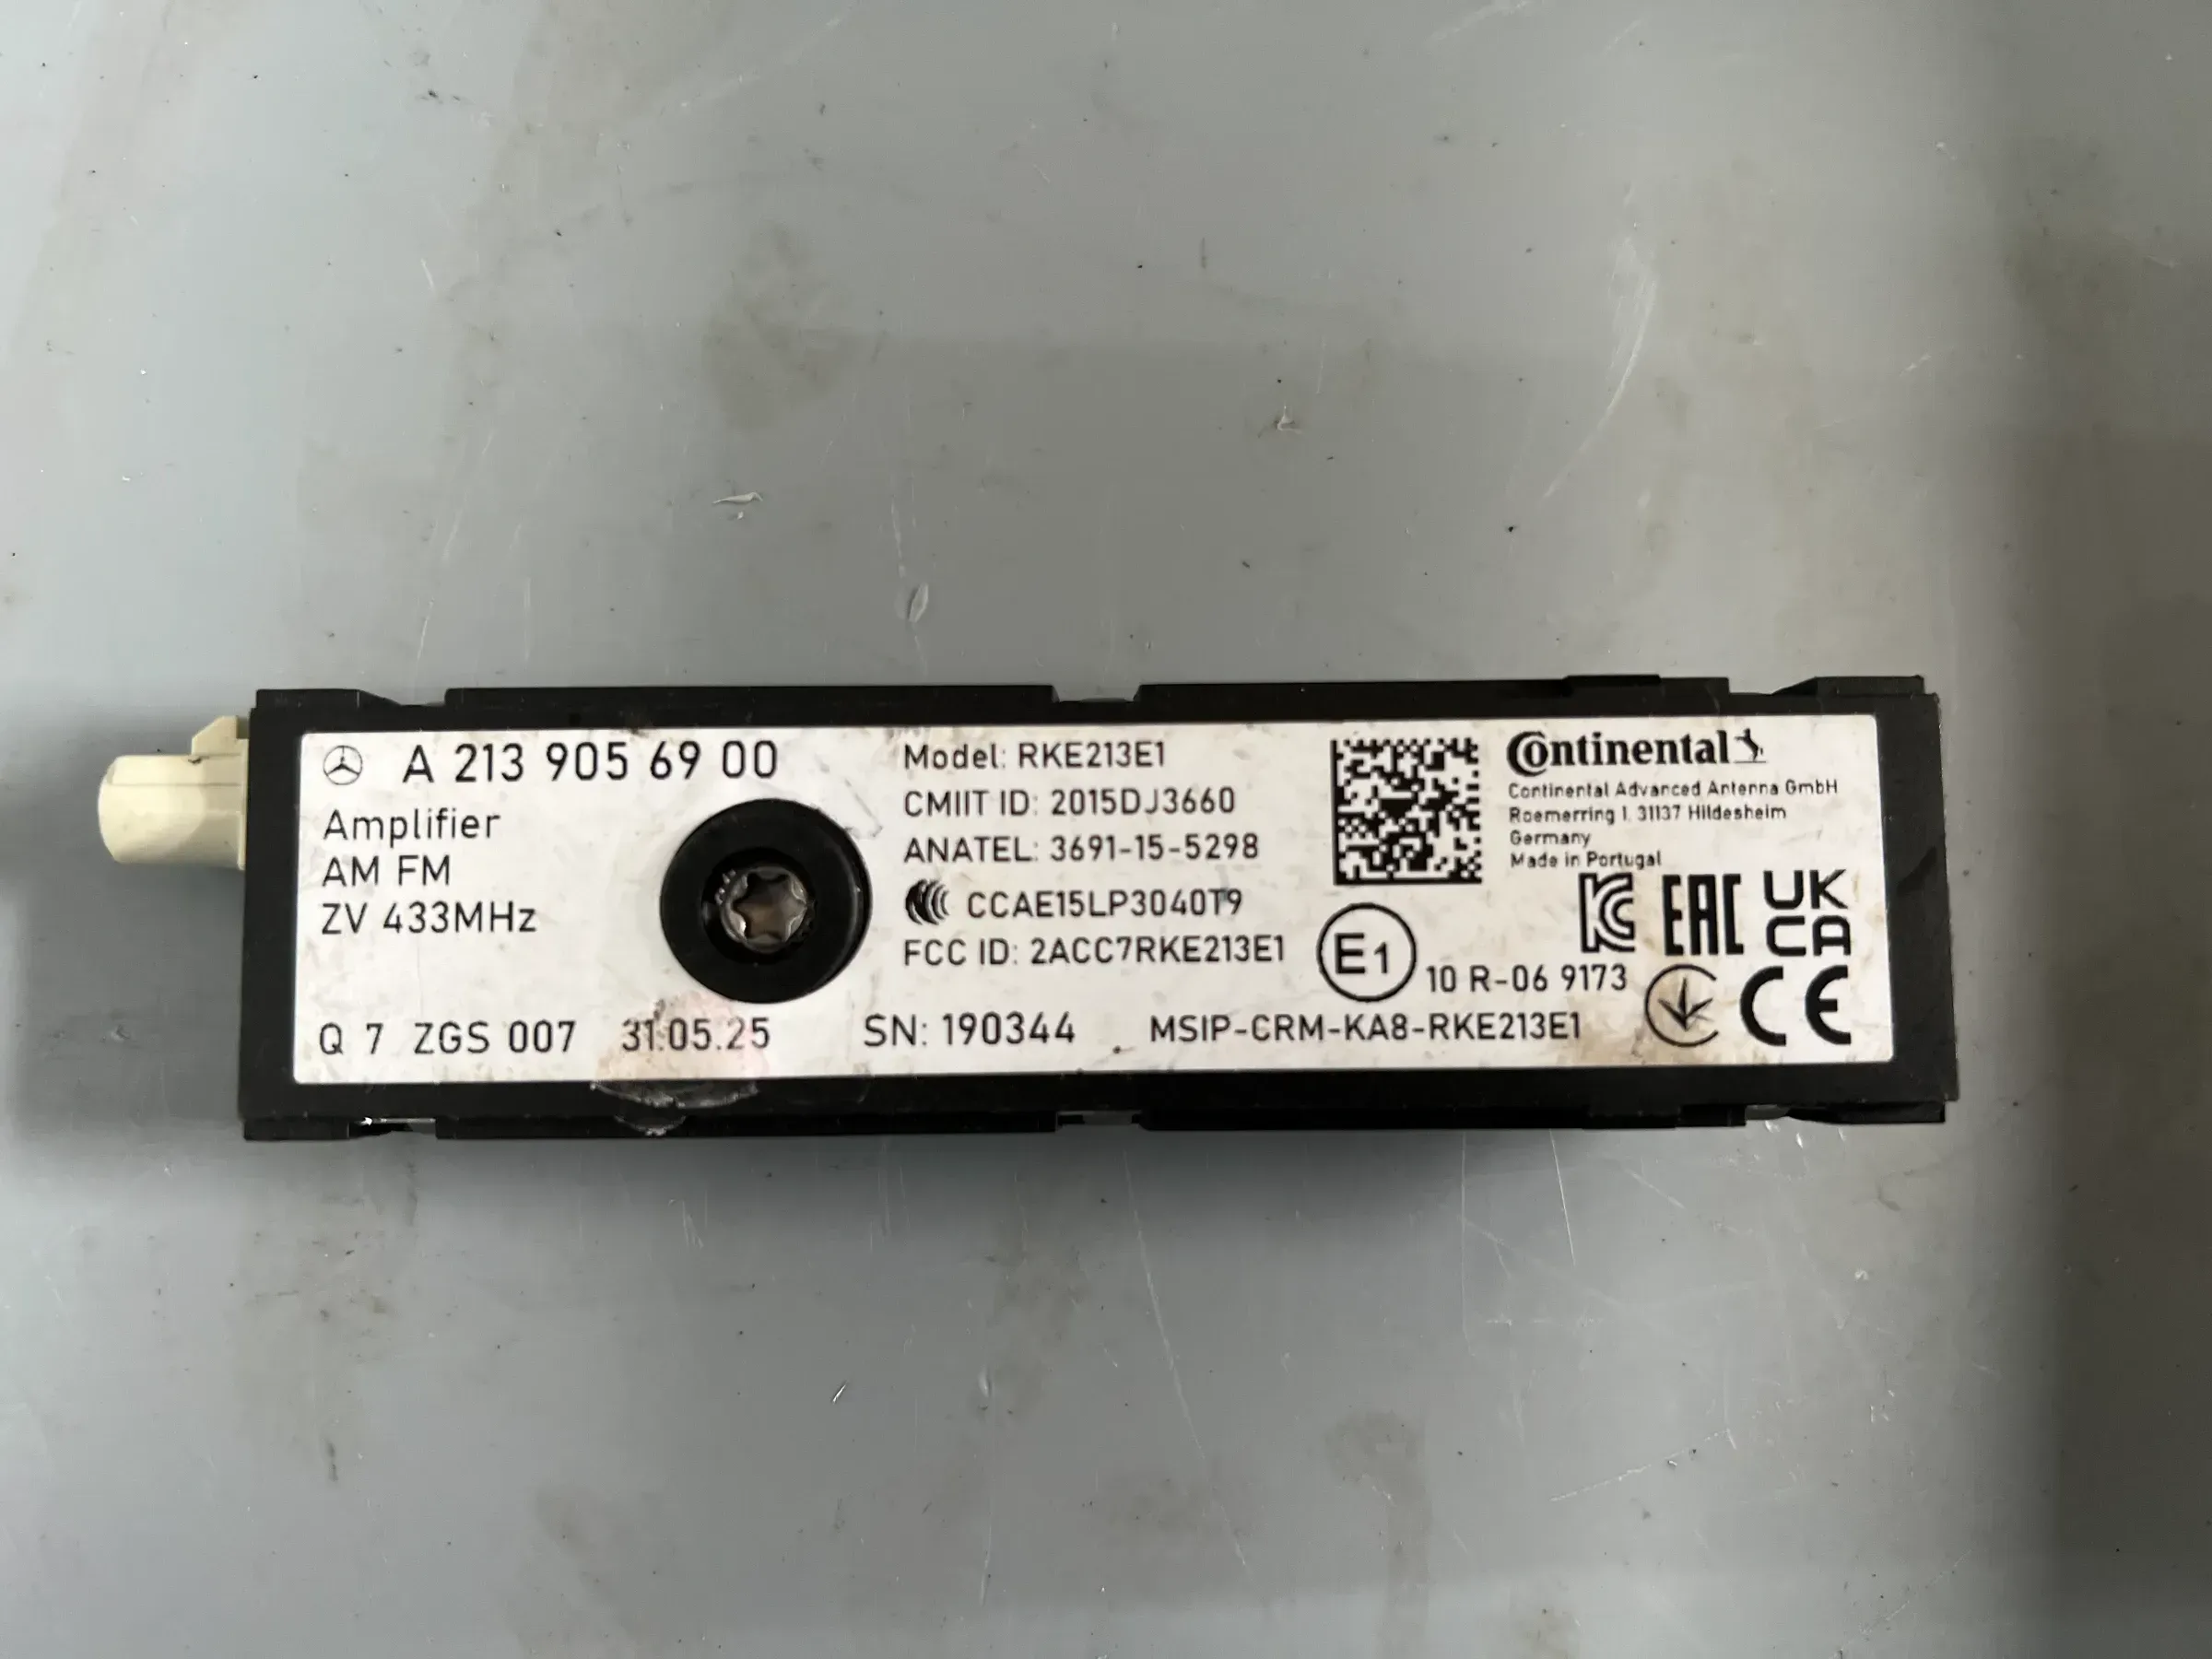 A 213 905 69 00
Amplifier
AM FM
ZV 433MHz
Q 7 ZGS 007 31.05.25
Model: RKE213E1
CMIIT ID: 2015DJ3660
ANATEL: 3691-15-5298
CCAE15LP3040T9
FCC ID: 2ACC7RKE213E1
SN: 190344
Continental
Continental Advanced Antenna GmbH
Roemerring 1, 31137 Hildesheim
Germany
Made in Portugal
KC EAC UK CA
E1 10 R-06 9173
CE
MSIP-CRM-KA8-RKE213E1